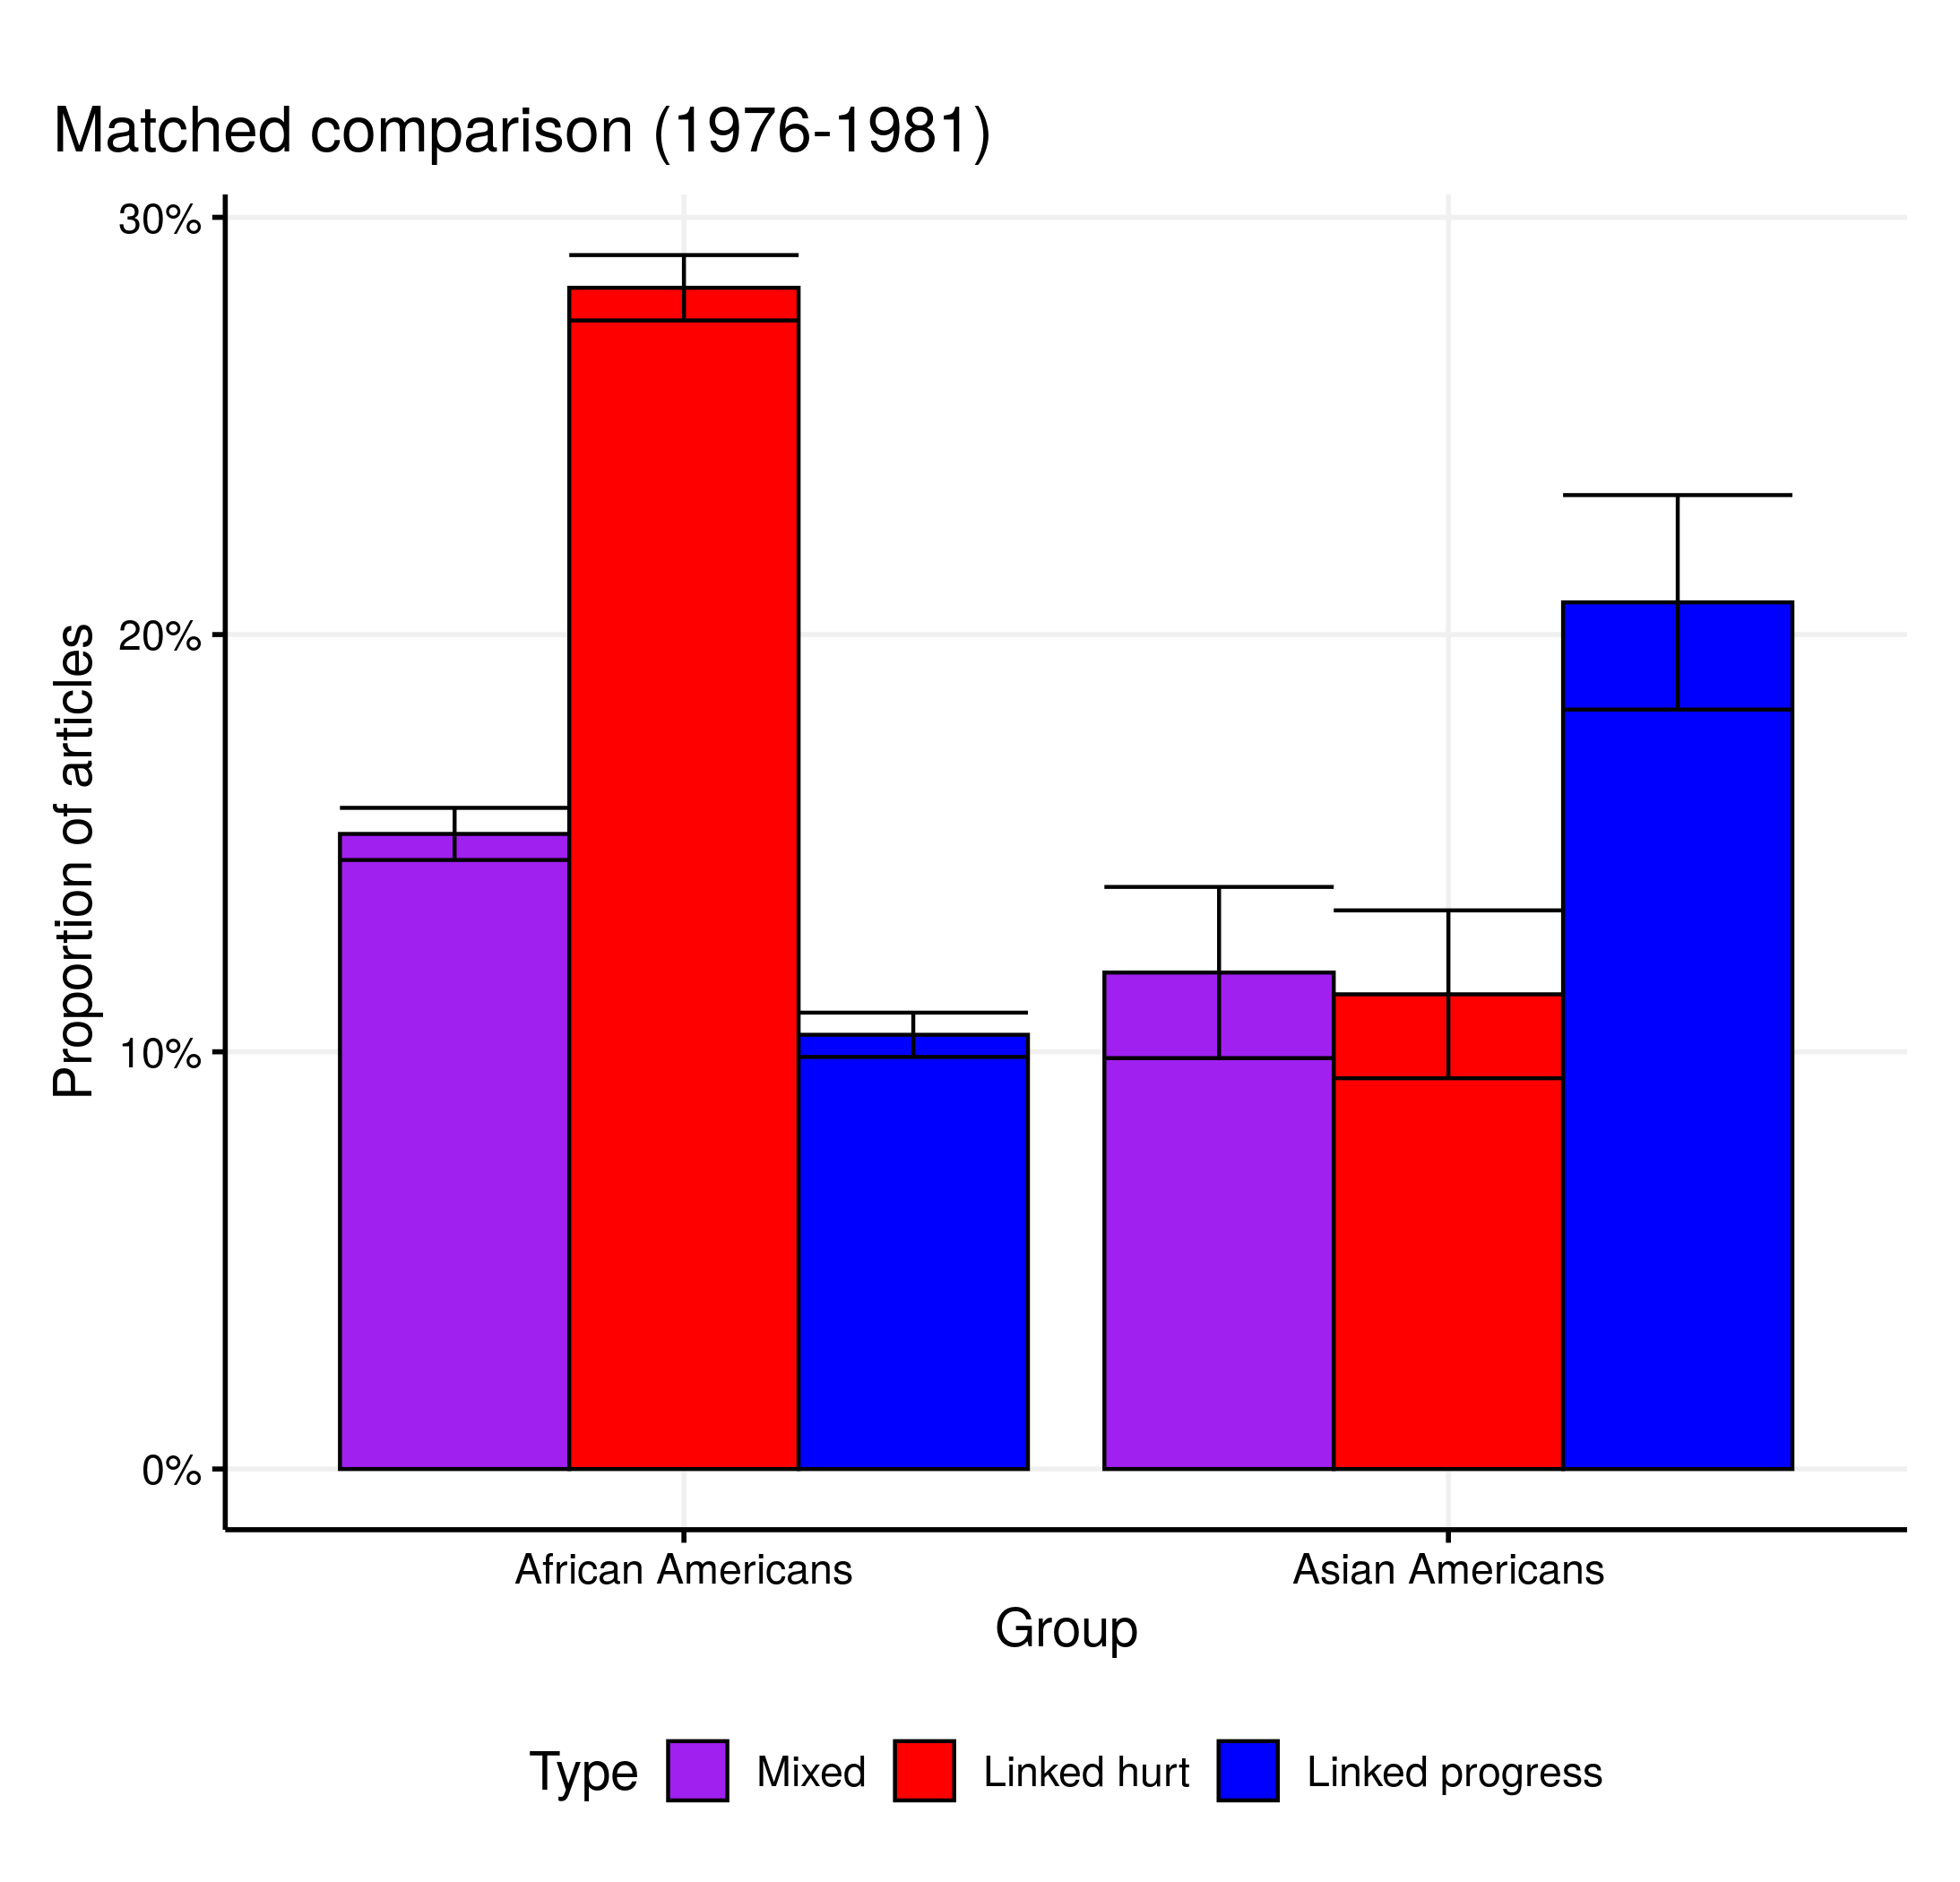 Matched comparison (1976-1981)
Proportion of articles
30%
20%
10%
0%
African Americans Asian Americans
Group
Type Mixed Linked hurt Linked progress